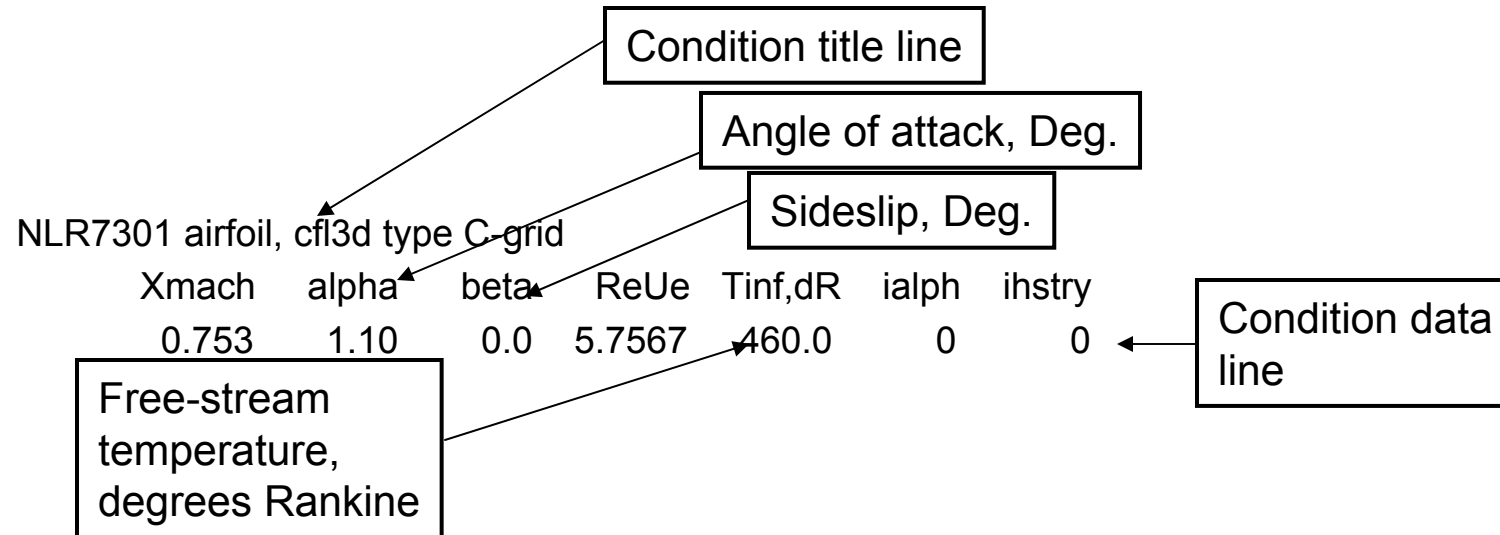 Condition title line
Angle of attack, Deg.
Sideslip, Deg.
NLR7301 airfoil, cfl3d type C-grid
Xmach alpha beta ReUe Tinf,dR ialph ihstry
0.753 1.10 0.0 5.7567 460.0 0 0
Condition data
line
Free-stream
temperature,
degrees Rankine